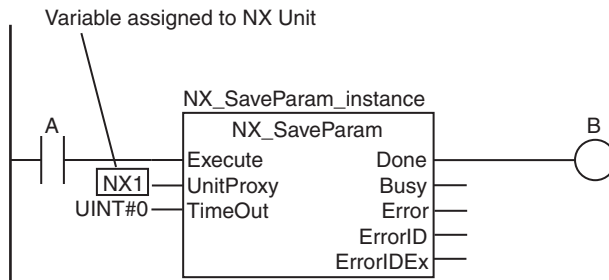 Variable assigned to NX Unit
NX_SaveParam_instance
A
NX_SaveParam
B
Execute
Done
NX1
UnitProxy
Busy
UINT#0
TimeOut
Error
ErrorID
ErrorIDEx